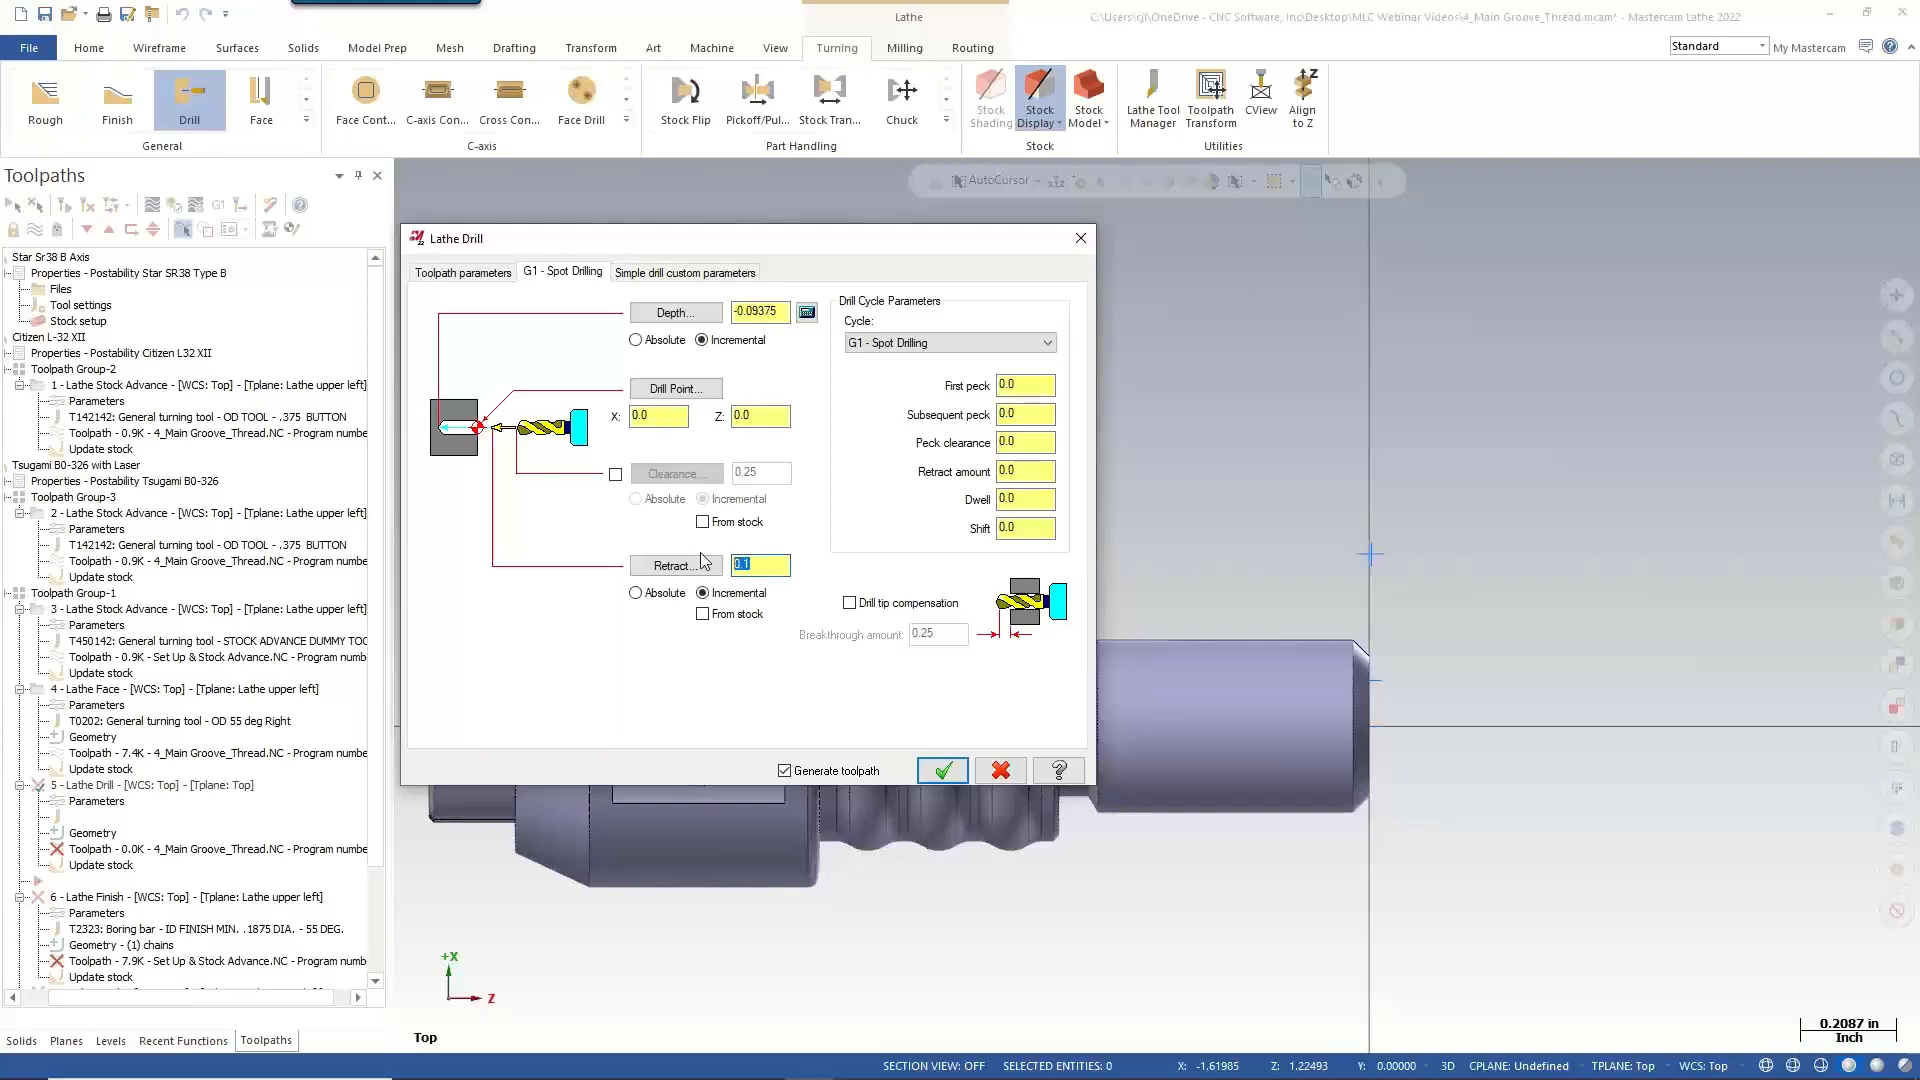 Lathe
C:\Users\cjl\OneDrive - CNC Software, Inc\Desktop\MLC Webinar Videos\4_Main Groove_Thread.mcam* - Mastercam Lathe 2022
File Home Wireframe Surfaces Solids Model Prep Mesh Drafting Transform Art Machine View Turning Milling Routing
Standard My Mastercam
Rough Finish Drill Face
Face Cont... C-axis Con... Cross Con... Face Drill
Stock Flip Pickoff/Pul... Stock Tran... Chuck
Stock Shading Stock Display Stock Model
Lathe Tool Manager Toolpath Transform CView Align to Z
General C-axis Part Handling Stock Utilities
Toolpaths
AutoCursor
G1
Star Sr38 B Axis
Properties - Postability Star SR38 Type B
Files
Tool settings
Stock setup
Citizen L-32 XII
Properties - Postability Citizen L32 XII
Toolpath Group-2
1 - Lathe Stock Advance - [WCS: Top] - [Tplane: Lathe upper left]
Parameters
T142142: General turning tool - OD TOOL - .375 BUTTON
Toolpath - 0.9K - 4_Main Groove_Thread.NC - Program numbe
Update stock
Tsugami B0-326 with Laser
Properties - Postability Tsugami B0-326
Toolpath Group-3
2 - Lathe Stock Advance - [WCS: Top] - [Tplane: Lathe upper left]
Parameters
T142142: General turning tool - OD TOOL - .375 BUTTON
Toolpath - 0.9K - 4_Main Groove_Thread.NC - Program numbe
Update stock
Toolpath Group-1
3 - Lathe Stock Advance - [WCS: Top] - [Tplane: Lathe upper left]
Parameters
T450142: General turning tool - STOCK ADVANCE DUMMY TOO
Toolpath - 0.9K - Set Up & Stock Advance.NC - Program numb
Update stock
4 - Lathe Face - [WCS: Top] - [Tplane: Lathe upper left]
Parameters
T0202: General turning tool - OD 55 deg Right
Geometry
Toolpath - 7.4K - 4_Main Groove_Thread.NC - Program numbe
Update stock
5 - Lathe Drill - [WCS: Top] - [Tplane: Top]
Parameters
Geometry
Toolpath - 0.0K - 4_Main Groove_Thread.NC - Program numbe
Update stock
6 - Lathe Finish - [WCS: Top] - [Tplane: Lathe upper left]
Parameters
T2323: Boring bar - ID FINISH MIN. .1875 DIA. - 55 DEG.
Geometry - (1) chains
Toolpath - 7.9K - Set Up & Stock Advance.NC - Program numb
Update stock
Solids Planes Levels Recent Functions Toolpaths
Lathe Drill
Toolpath parameters G1 - Spot Drilling Simple drill custom parameters
Depth... -0.09375
Absolute Incremental
Drill Point...
X: 0.0 Z: 0.0
Clearance... 0.25
Absolute Incremental
From stock
Retract... 0.1
Absolute Incremental
From stock
Drill Cycle Parameters
Cycle:
G1 - Spot Drilling
First peck 0.0
Subsequent peck 0.0
Peck clearance 0.0
Retract amount 0.0
Dwell 0.0
Shift 0.0
Drill tip compensation
Breakthrough amount: 0.25
Generate toolpath
+X
Z
Top
0.2087 in
Inch
SECTION VIEW: OFF SELECTED ENTITIES: 0 X: -1.61985 Z: 1.22493 Y: 0.00000 3D CPLANE: Undefined TPLANE: Top WCS: Top